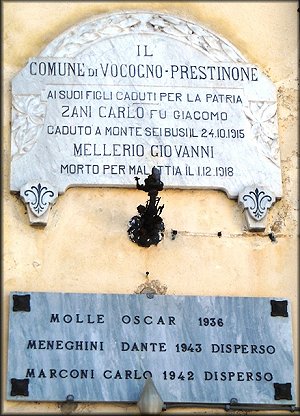 IL
COMUNE DI VOCOGNO-PRESTINONE
AI SUOI FIGLI CADUTI PER LA PATRIA
ZANI CARLO FU GIACOMO
CADUTO A MONTE SEI BUSI IL 24.10.1915
MELLERIO GIOVANNI
MORTO PER MALATTIA IL 1.12.1918
MOLLE OSCAR 1936
MENEGHINI DANTE 1943 DISPERSO
MARCONI CARLO 1942 DISPERSO